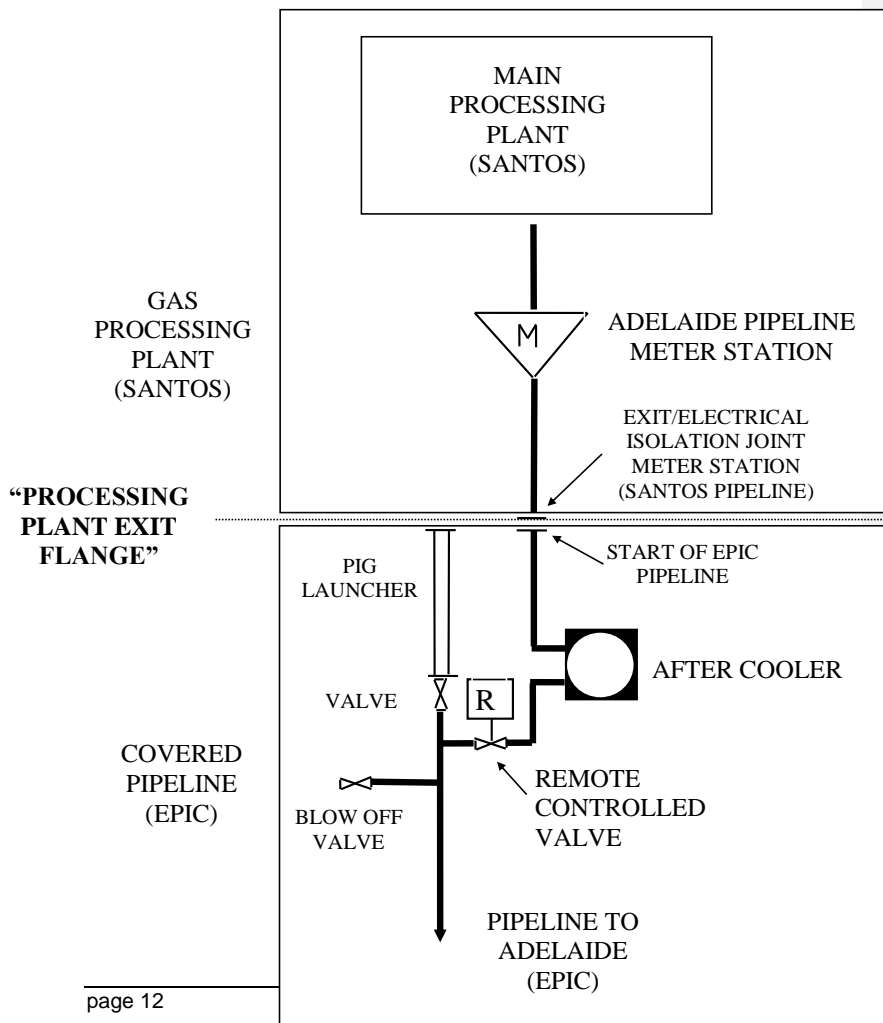 MAIN
PROCESSING
PLANT
(SANTOS)
GAS
PROCESSING
PLANT
(SANTOS)
M
ADELAIDE PIPELINE
METER STATION
EXIT/ELECTRICAL
ISOLATION JOINT
METER STATION
(SANTOS PIPELINE)
“PROCESSING
PLANT EXIT
FLANGE”
PIG
LAUNCHER
START OF EPIC
PIPELINE
AFTER COOLER
VALVE
R
COVERED
PIPELINE
(EPIC)
BLOW OFF
VALVE
REMOTE
CONTROLLED
VALVE
PIPELINE TO
ADELAIDE
(EPIC)
page 12